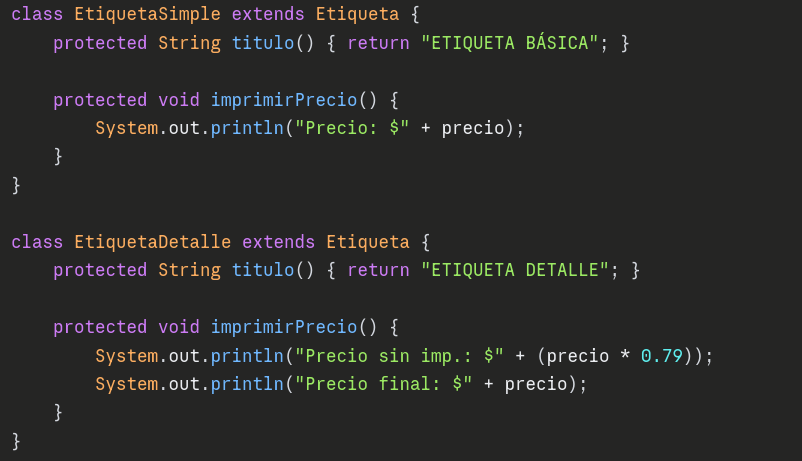 class EtiquetaSimple extends Etiqueta {
    protected String titulo() { return "ETIQUETA BÁSICA"; }

    protected void imprimirPrecio() {
        System.out.println("Precio: $" + precio);
    }
}

class EtiquetaDetalle extends Etiqueta {
    protected String titulo() { return "ETIQUETA DETALLE"; }

    protected void imprimirPrecio() {
        System.out.println("Precio sin imp.: $" + (precio * 0.79));
        System.out.println("Precio final: $" + precio);
    }
}